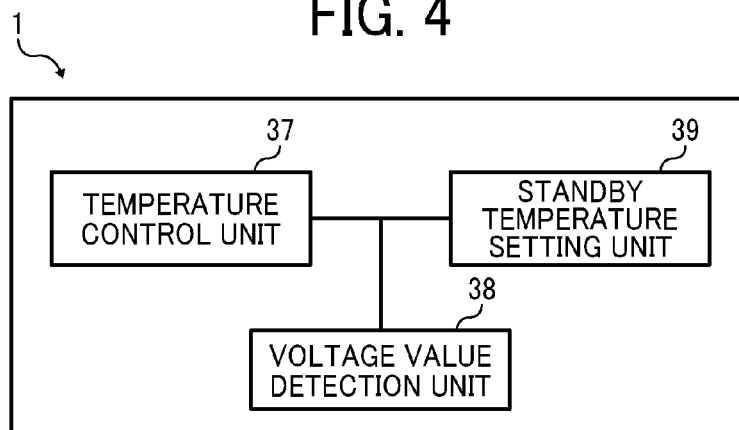 FIG. 4
1
37
39
TEMPERATURE
CONTROL UNIT
STANDBY
TEMPERATURE
SETTING UNIT
38
VOLTAGE VALUE
DETECTION UNIT